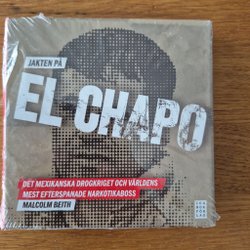 JAKTEN PÅ
EL CHAPO
DET MEXIKANSKA DROGKRIGET OCH VÄRLDENS
MEST EFTERSPANADE NARKOTIKABOSS
MALCOLM BEITH